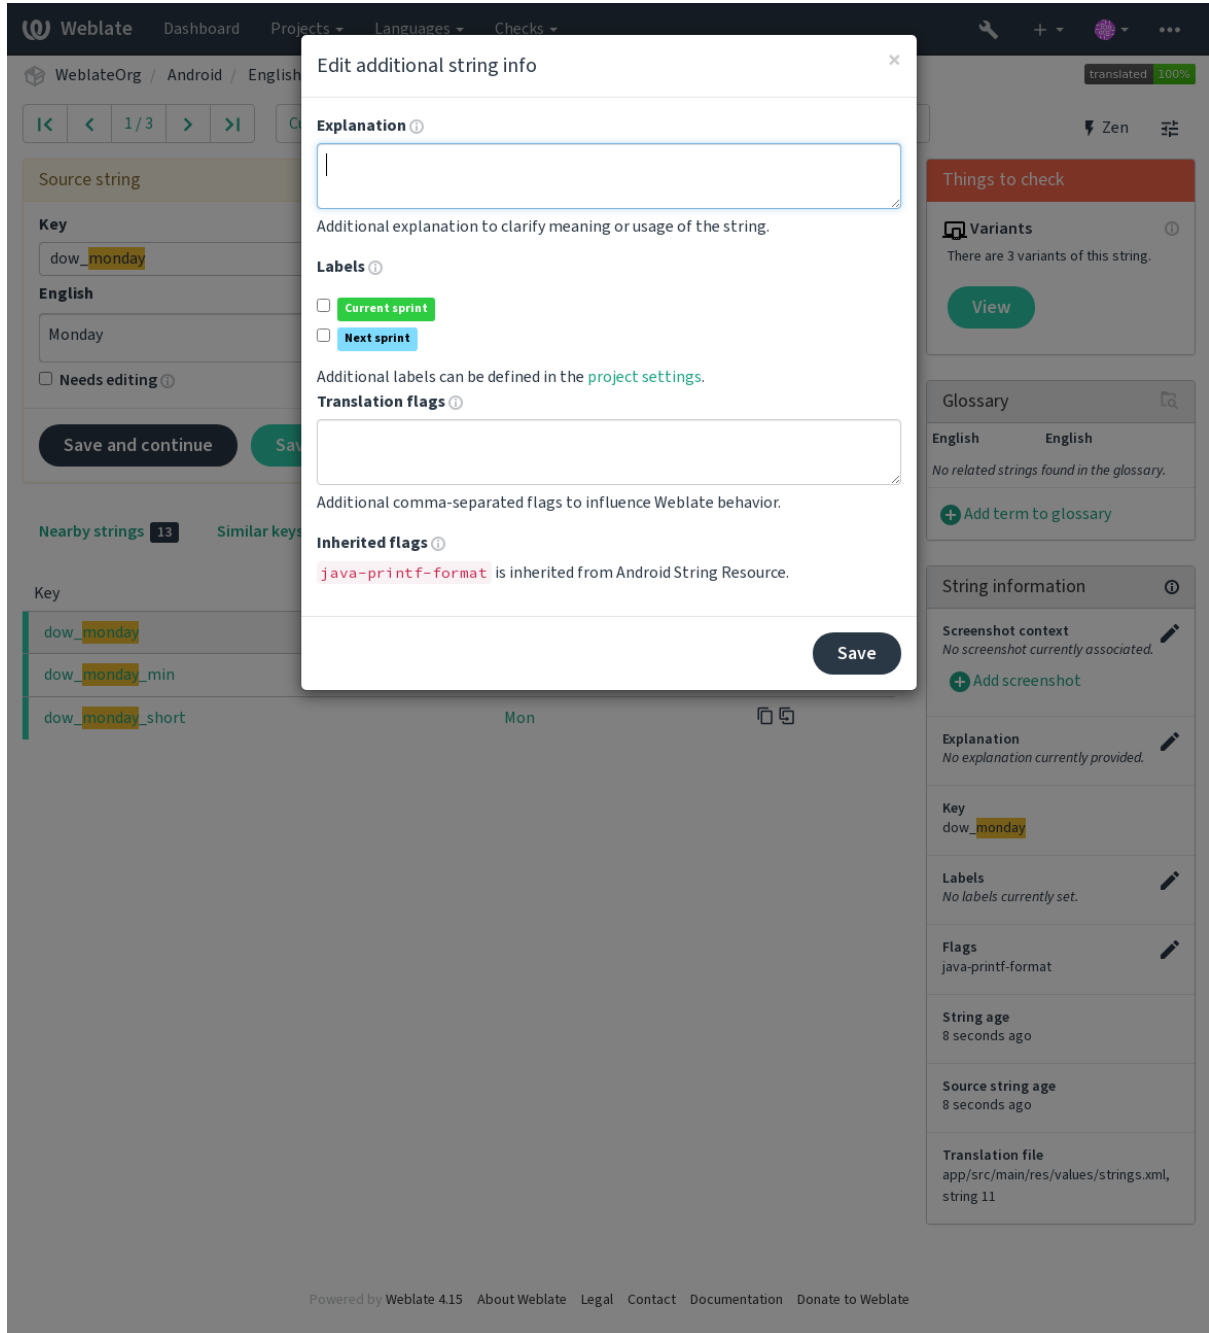 Weblate Dashboard Projects Languages Checks
WeblateOrg / Android / English
translated 100%
1 / 3
Zen
Edit additional string info
×
Explanation
Additional explanation to clarify meaning or usage of the string.
Labels
Current sprint
Next sprint
Additional labels can be defined in the project settings.
Translation flags
Additional comma-separated flags to influence Weblate behavior.
Inherited flags
java-printf-format is inherited from Android String Resource.
Save
Source string
Key
dow_monday
English
Monday
Needs editing
Save and continue
Nearby strings 13 Similar keys
Key
dow_monday
dow_monday_min
dow_monday_short Mon
Things to check
Variants
There are 3 variants of this string.
View
Glossary
English English
No related strings found in the glossary.
Add term to glossary
String information
Screenshot context
No screenshot currently associated.
Add screenshot
Explanation
No explanation currently provided.
Key
dow_monday
Labels
No labels currently set.
Flags
java-printf-format
String age
8 seconds ago
Source string age
8 seconds ago
Translation file
app/src/main/res/values/strings.xml,
string 11
Powered by Weblate 4.15 About Weblate Legal Contact Documentation Donate to Weblate